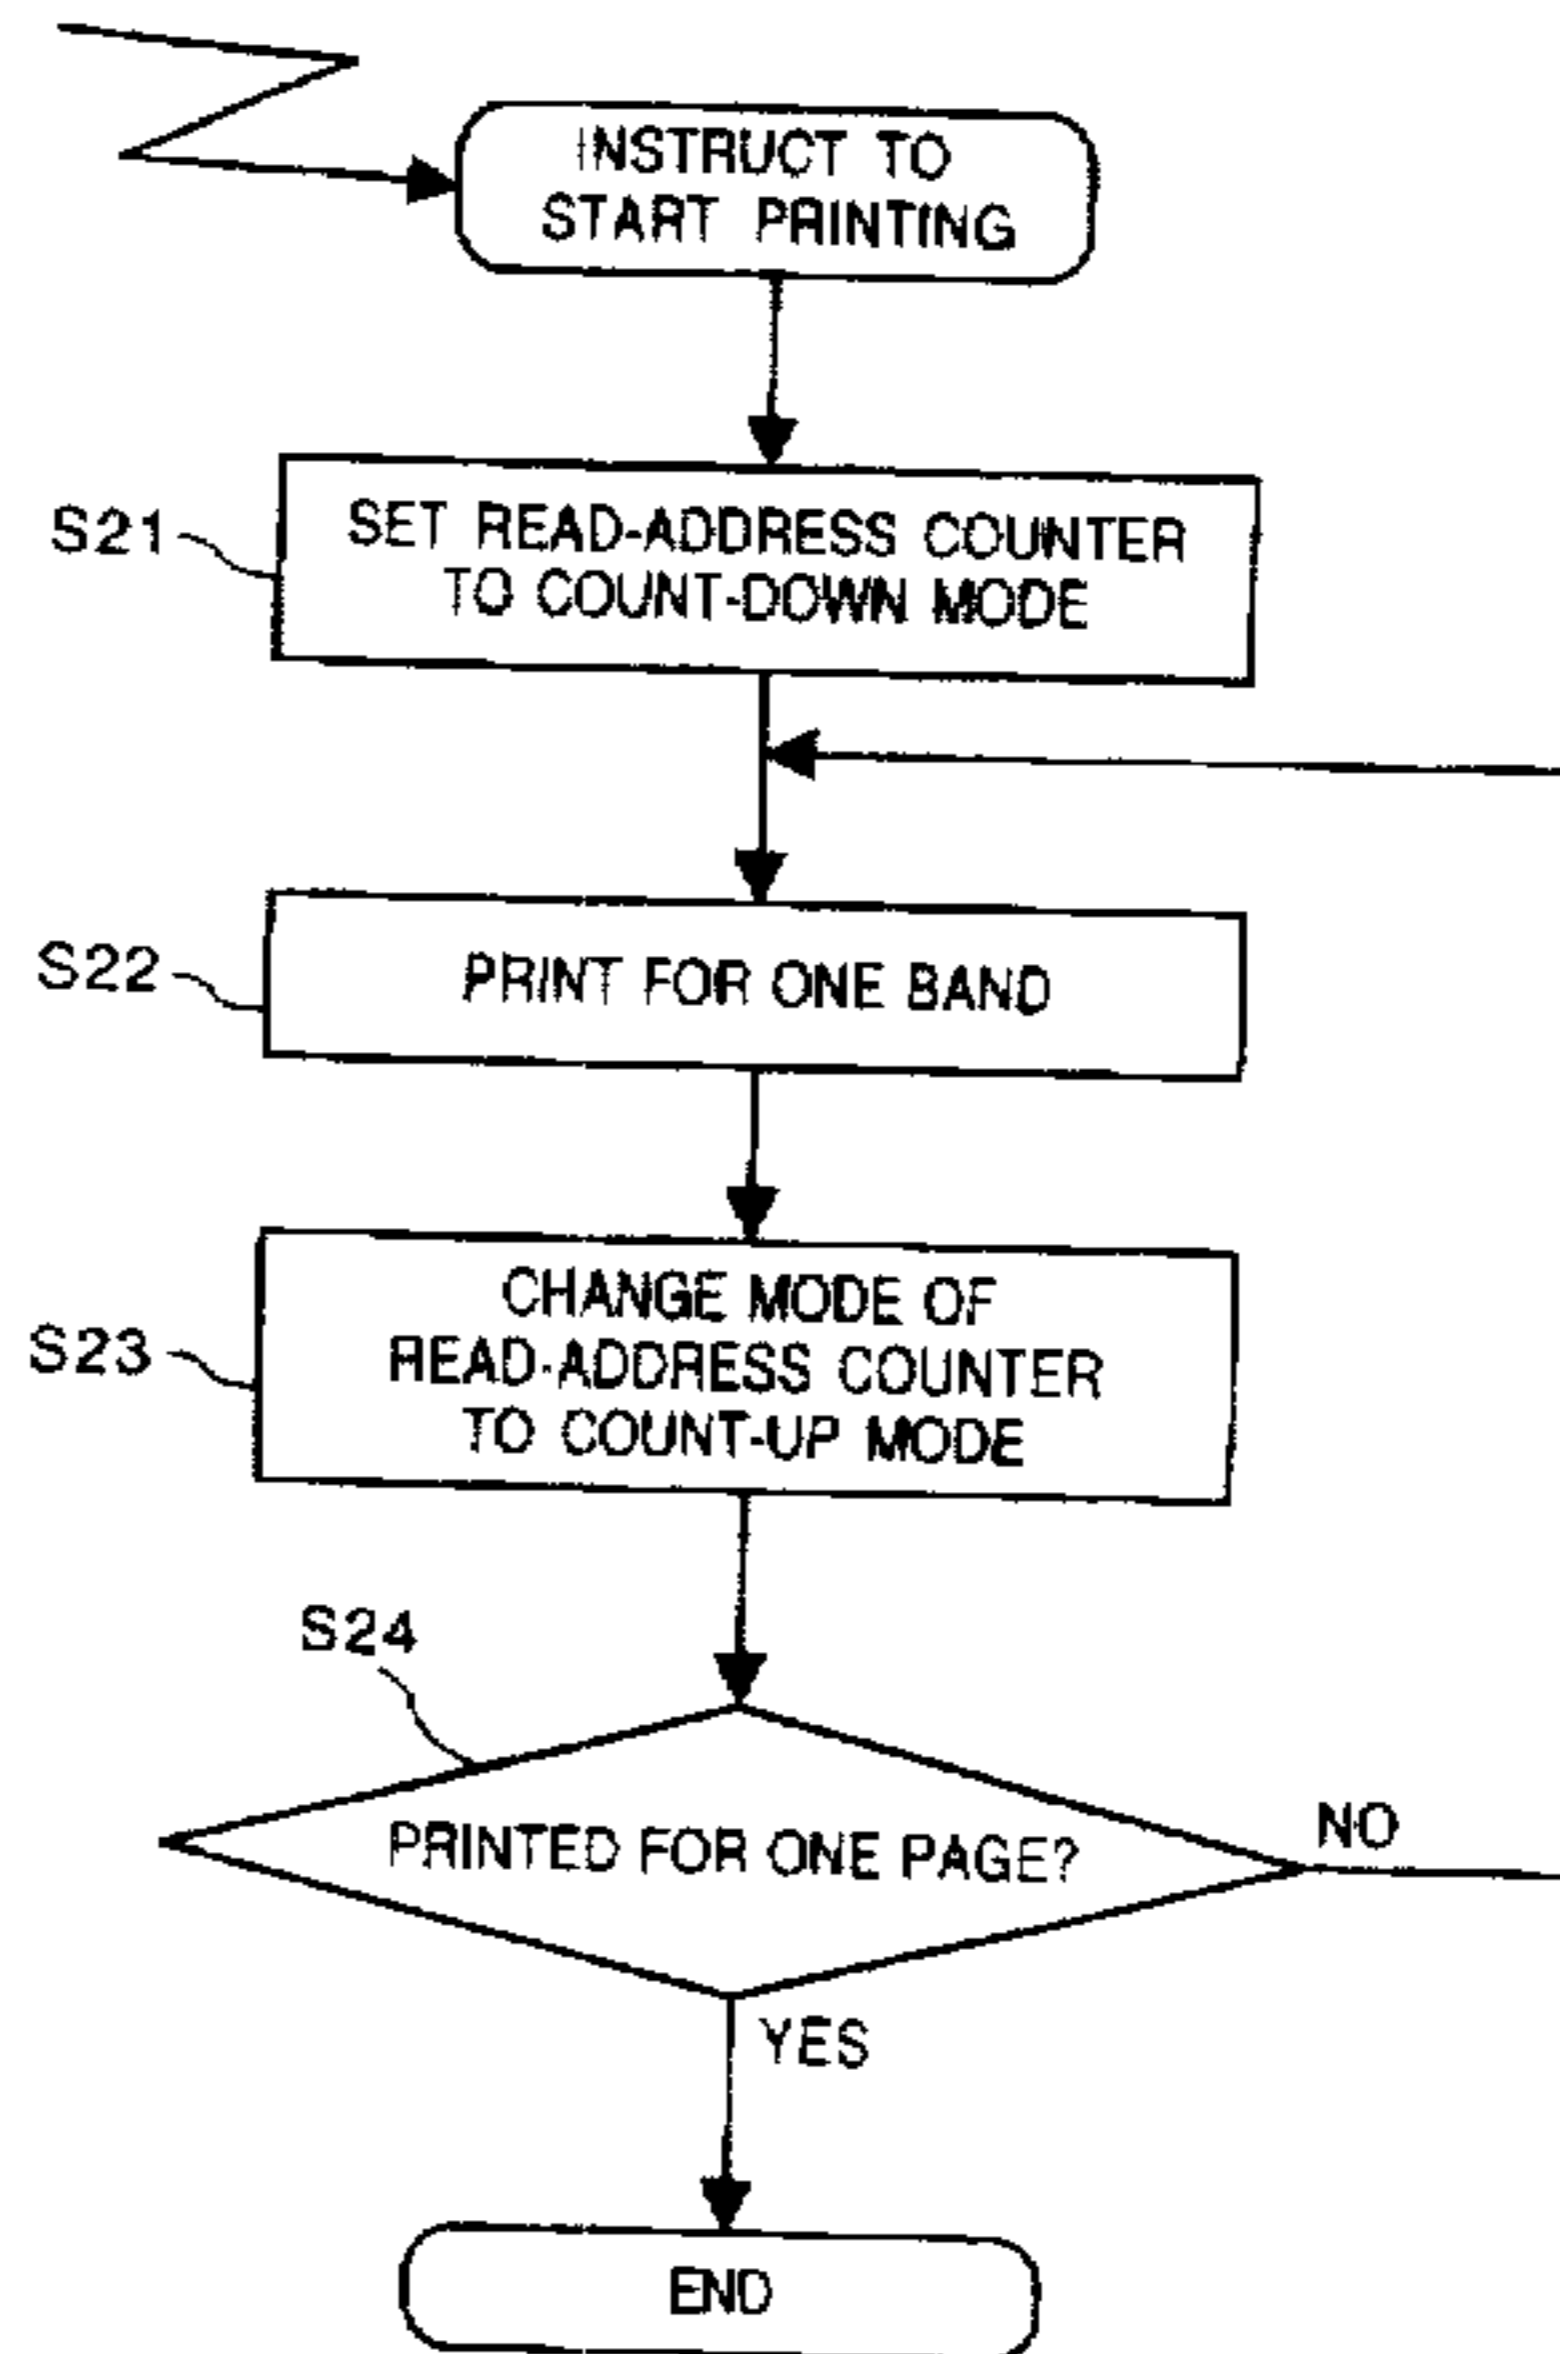 INSTRUCT TO
START PRINTING
S21
SET READ-ADDRESS COUNTER
TO COUNT-DOWN MODE
S22
PRINT FOR ONE BAND
S23
CHANGE MODE OF
READ-ADDRESS COUNTER
TO COUNT-UP MODE
S24
PRINTED FOR ONE PAGE?
NO
YES
END